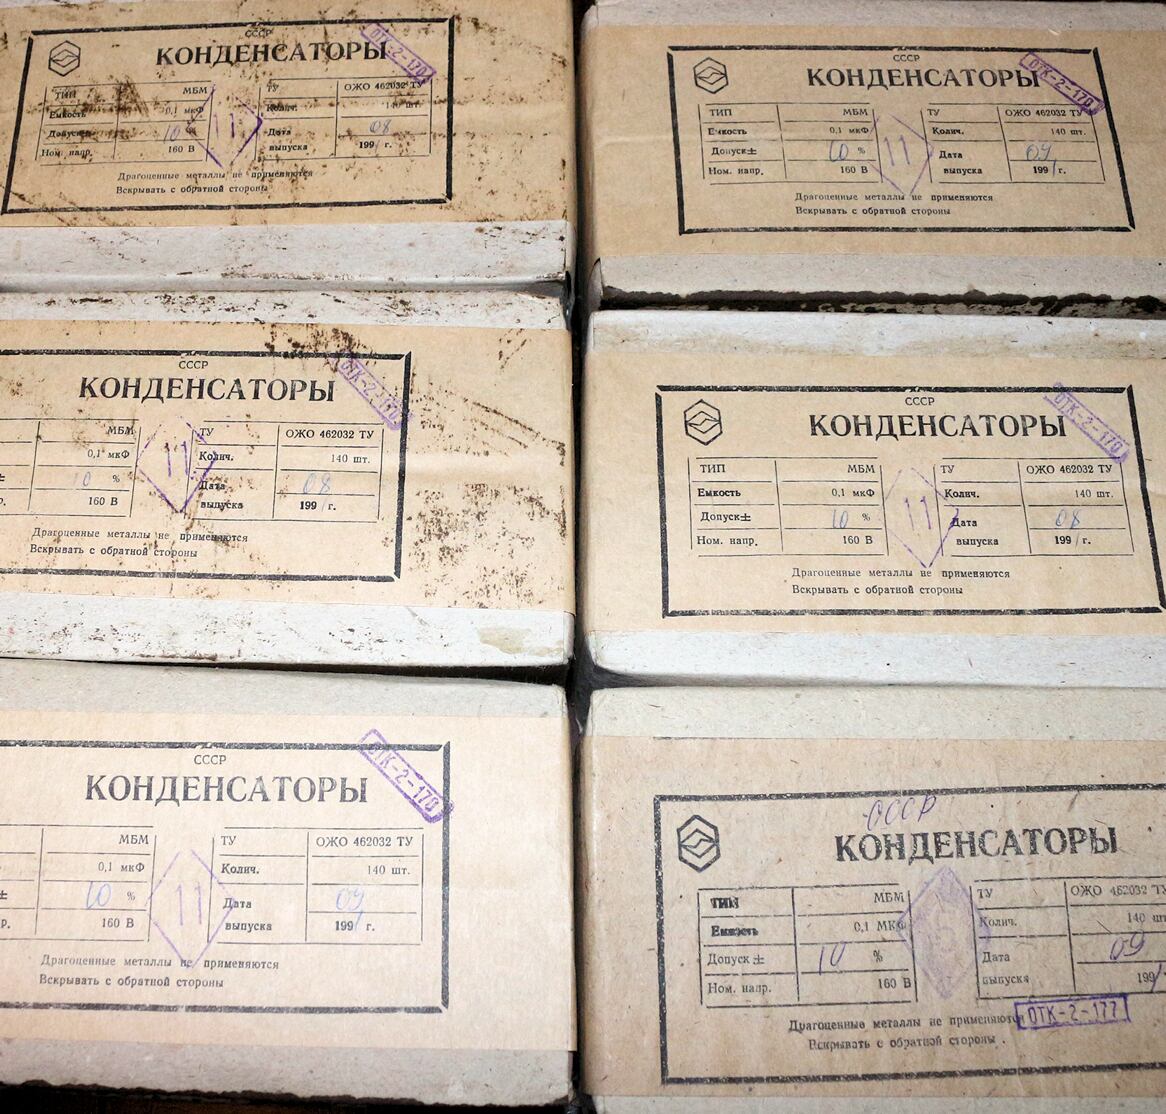 СССР
КОНДЕНСАТОРЫ
ОТК-2-170
ТИП МБМ ТУ ОЖО 462032 ТУ
Емкость 0,1 мкФ Колич. 140 шт.
Допуск± 10 % 11 Дата 08
Ном. напр. 160 В выпуска 199 г.
Драгоценные металлы не применяются
Вскрывать с обратной стороны
СССР
КОНДЕНСАТОРЫ
ОТК-2-170
ТИП МБМ ТУ ОЖО 462032 ТУ
Емкость 0,1 мкФ Колич. 140 шт.
Допуск± 10 % 11 Дата 09
Ном. напр. 160 В выпуска 1991 г.
Драгоценные металлы не применяются
Вскрывать с обратной стороны
СССР
КОНДЕНСАТОРЫ
ОТК-2-170
МБМ ТУ ОЖО 462032 ТУ
0,1 мкФ Колич. 140 шт.
± 10 % 11 Дата 08
р. 160 В выпуска 199 г.
Драгоценные металлы не применяются
Вскрывать с обратной стороны
СССР
КОНДЕНСАТОРЫ
ОТК-2-170
ТИП МБМ ТУ ОЖО 462032 ТУ
Емкость 0,1 мкФ Колич. 140 шт.
Допуск± 10 % 11 Дата 08
Ном. напр. 160 В выпуска 199 г.
Драгоценные металлы не применяются
Вскрывать с обратной стороны
СССР
КОНДЕНСАТОРЫ
ОТК-2-170
МБМ ТУ ОЖО 462032 ТУ
0,1 мкФ Колич. 140 шт.
± 10 % 11 Дата 09
р. 160 В выпуска 199 г.
Драгоценные металлы не применяются
Вскрывать с обратной стороны
СССР
КОНДЕНСАТОРЫ
ТИП МБМ ТУ ОЖО 462032 ТУ
Емкость 0,1 МКФ Колич. 140 шт
Допуск ± 10 % Дата 09
Ном. напр. 160 В выпуска 1991
Драгоценные металлы не применяются
ОТК-2-177
Вскрывать с обратной стороны .